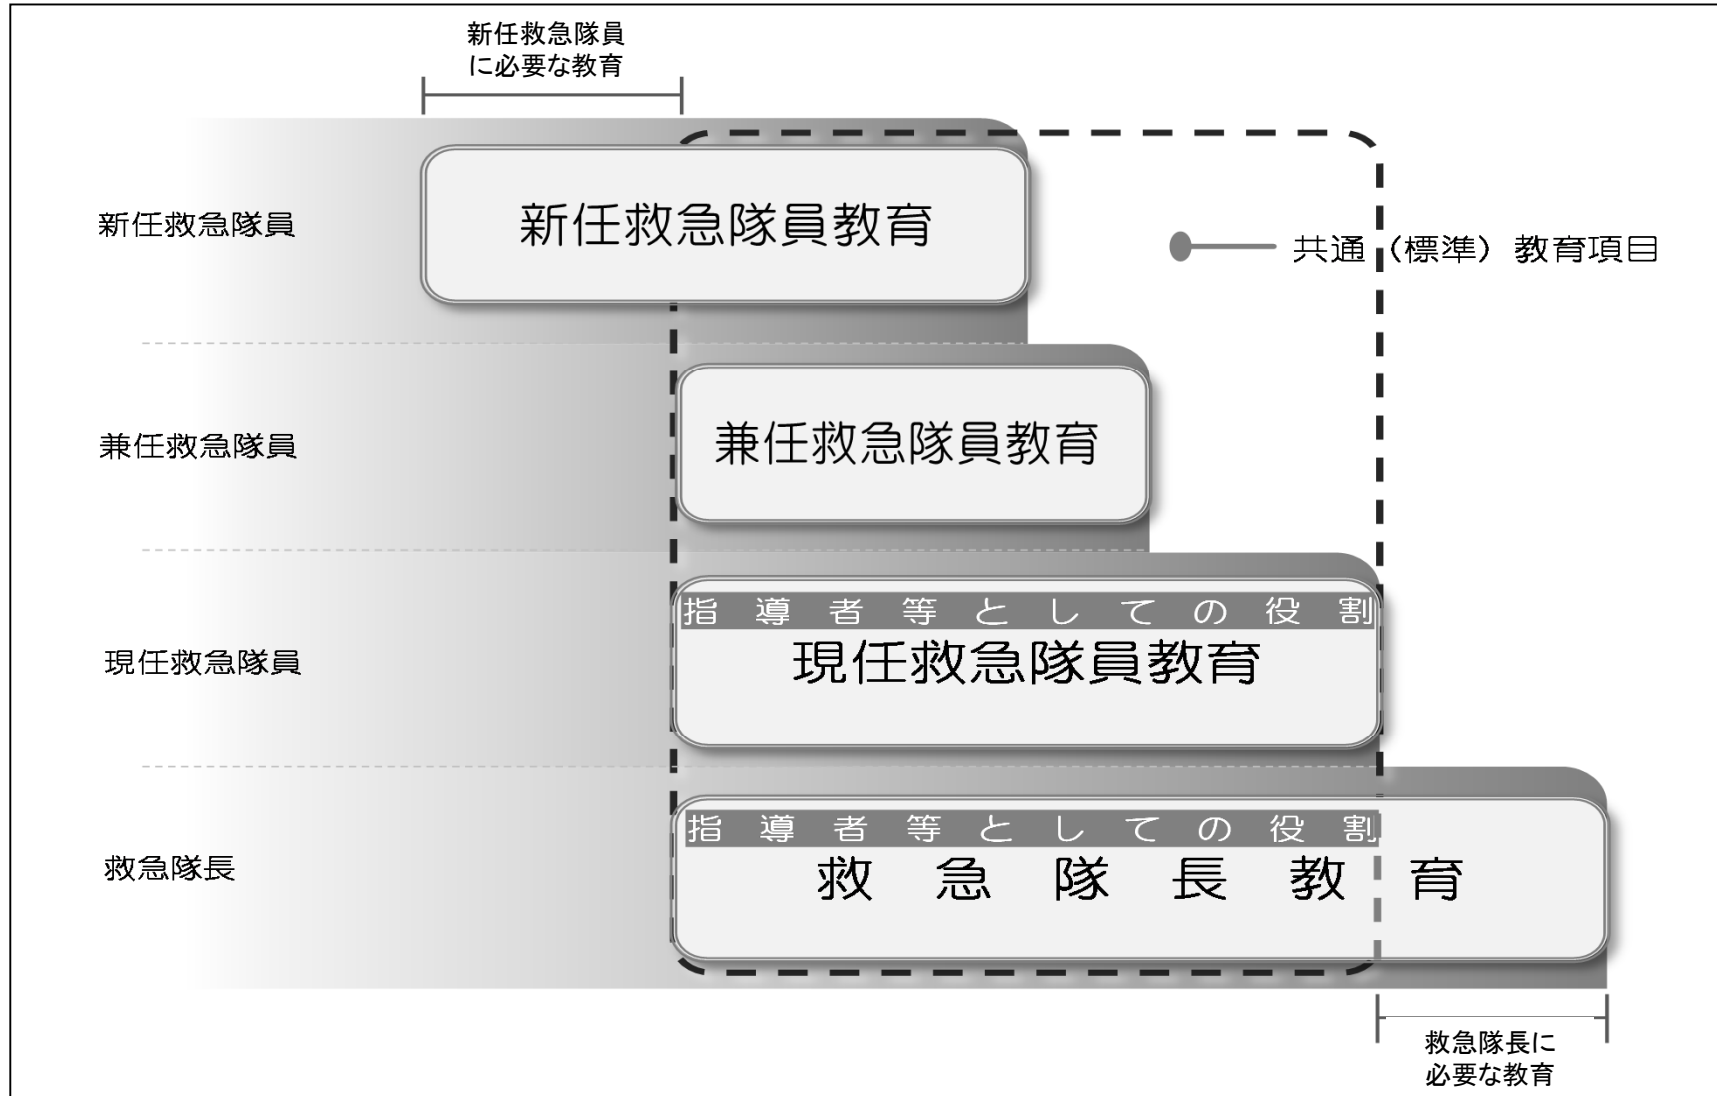 新任救急隊員
に必要な教育
新任救急隊員
新任救急隊員教育
共通（標準）教育項目
兼任救急隊員
兼任救急隊員教育
指導者等としての役割
現任救急隊員
現任救急隊員教育
指導者等としての役割
救急隊長
救急隊長教育
救急隊長に
必要な教育